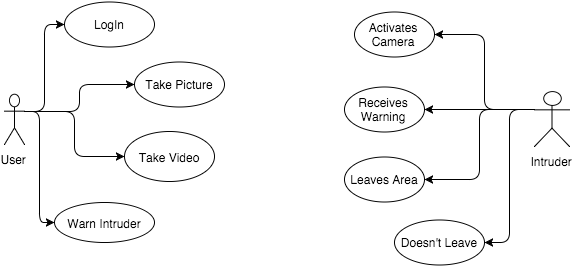 LogIn
Take Picture
User
Take Video
Warn Intruder
Activates
Camera
Receives
Warning
Intruder
Leaves Area
Doesn't Leave